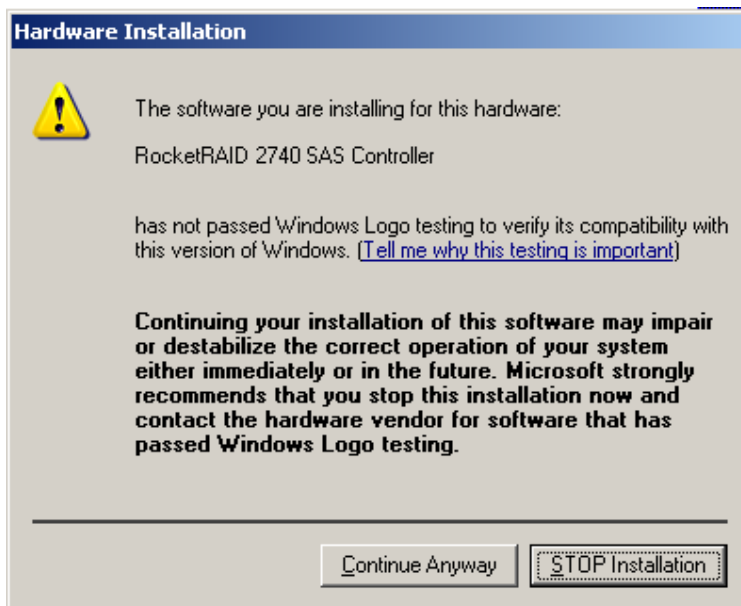 Hardware Installation
The software you are installing for this hardware:
RocketRAID 2740 SAS Controller
has not passed Windows Logo testing to verify its compatibility with
this version of Windows. (Tell me why this testing is important)
Continuing your installation of this software may impair
or destabilize the correct operation of your system
either immediately or in the future. Microsoft strongly
recommends that you stop this installation now and
contact the hardware vendor for software that has
passed Windows Logo testing.
Continue Anyway STOP Installation